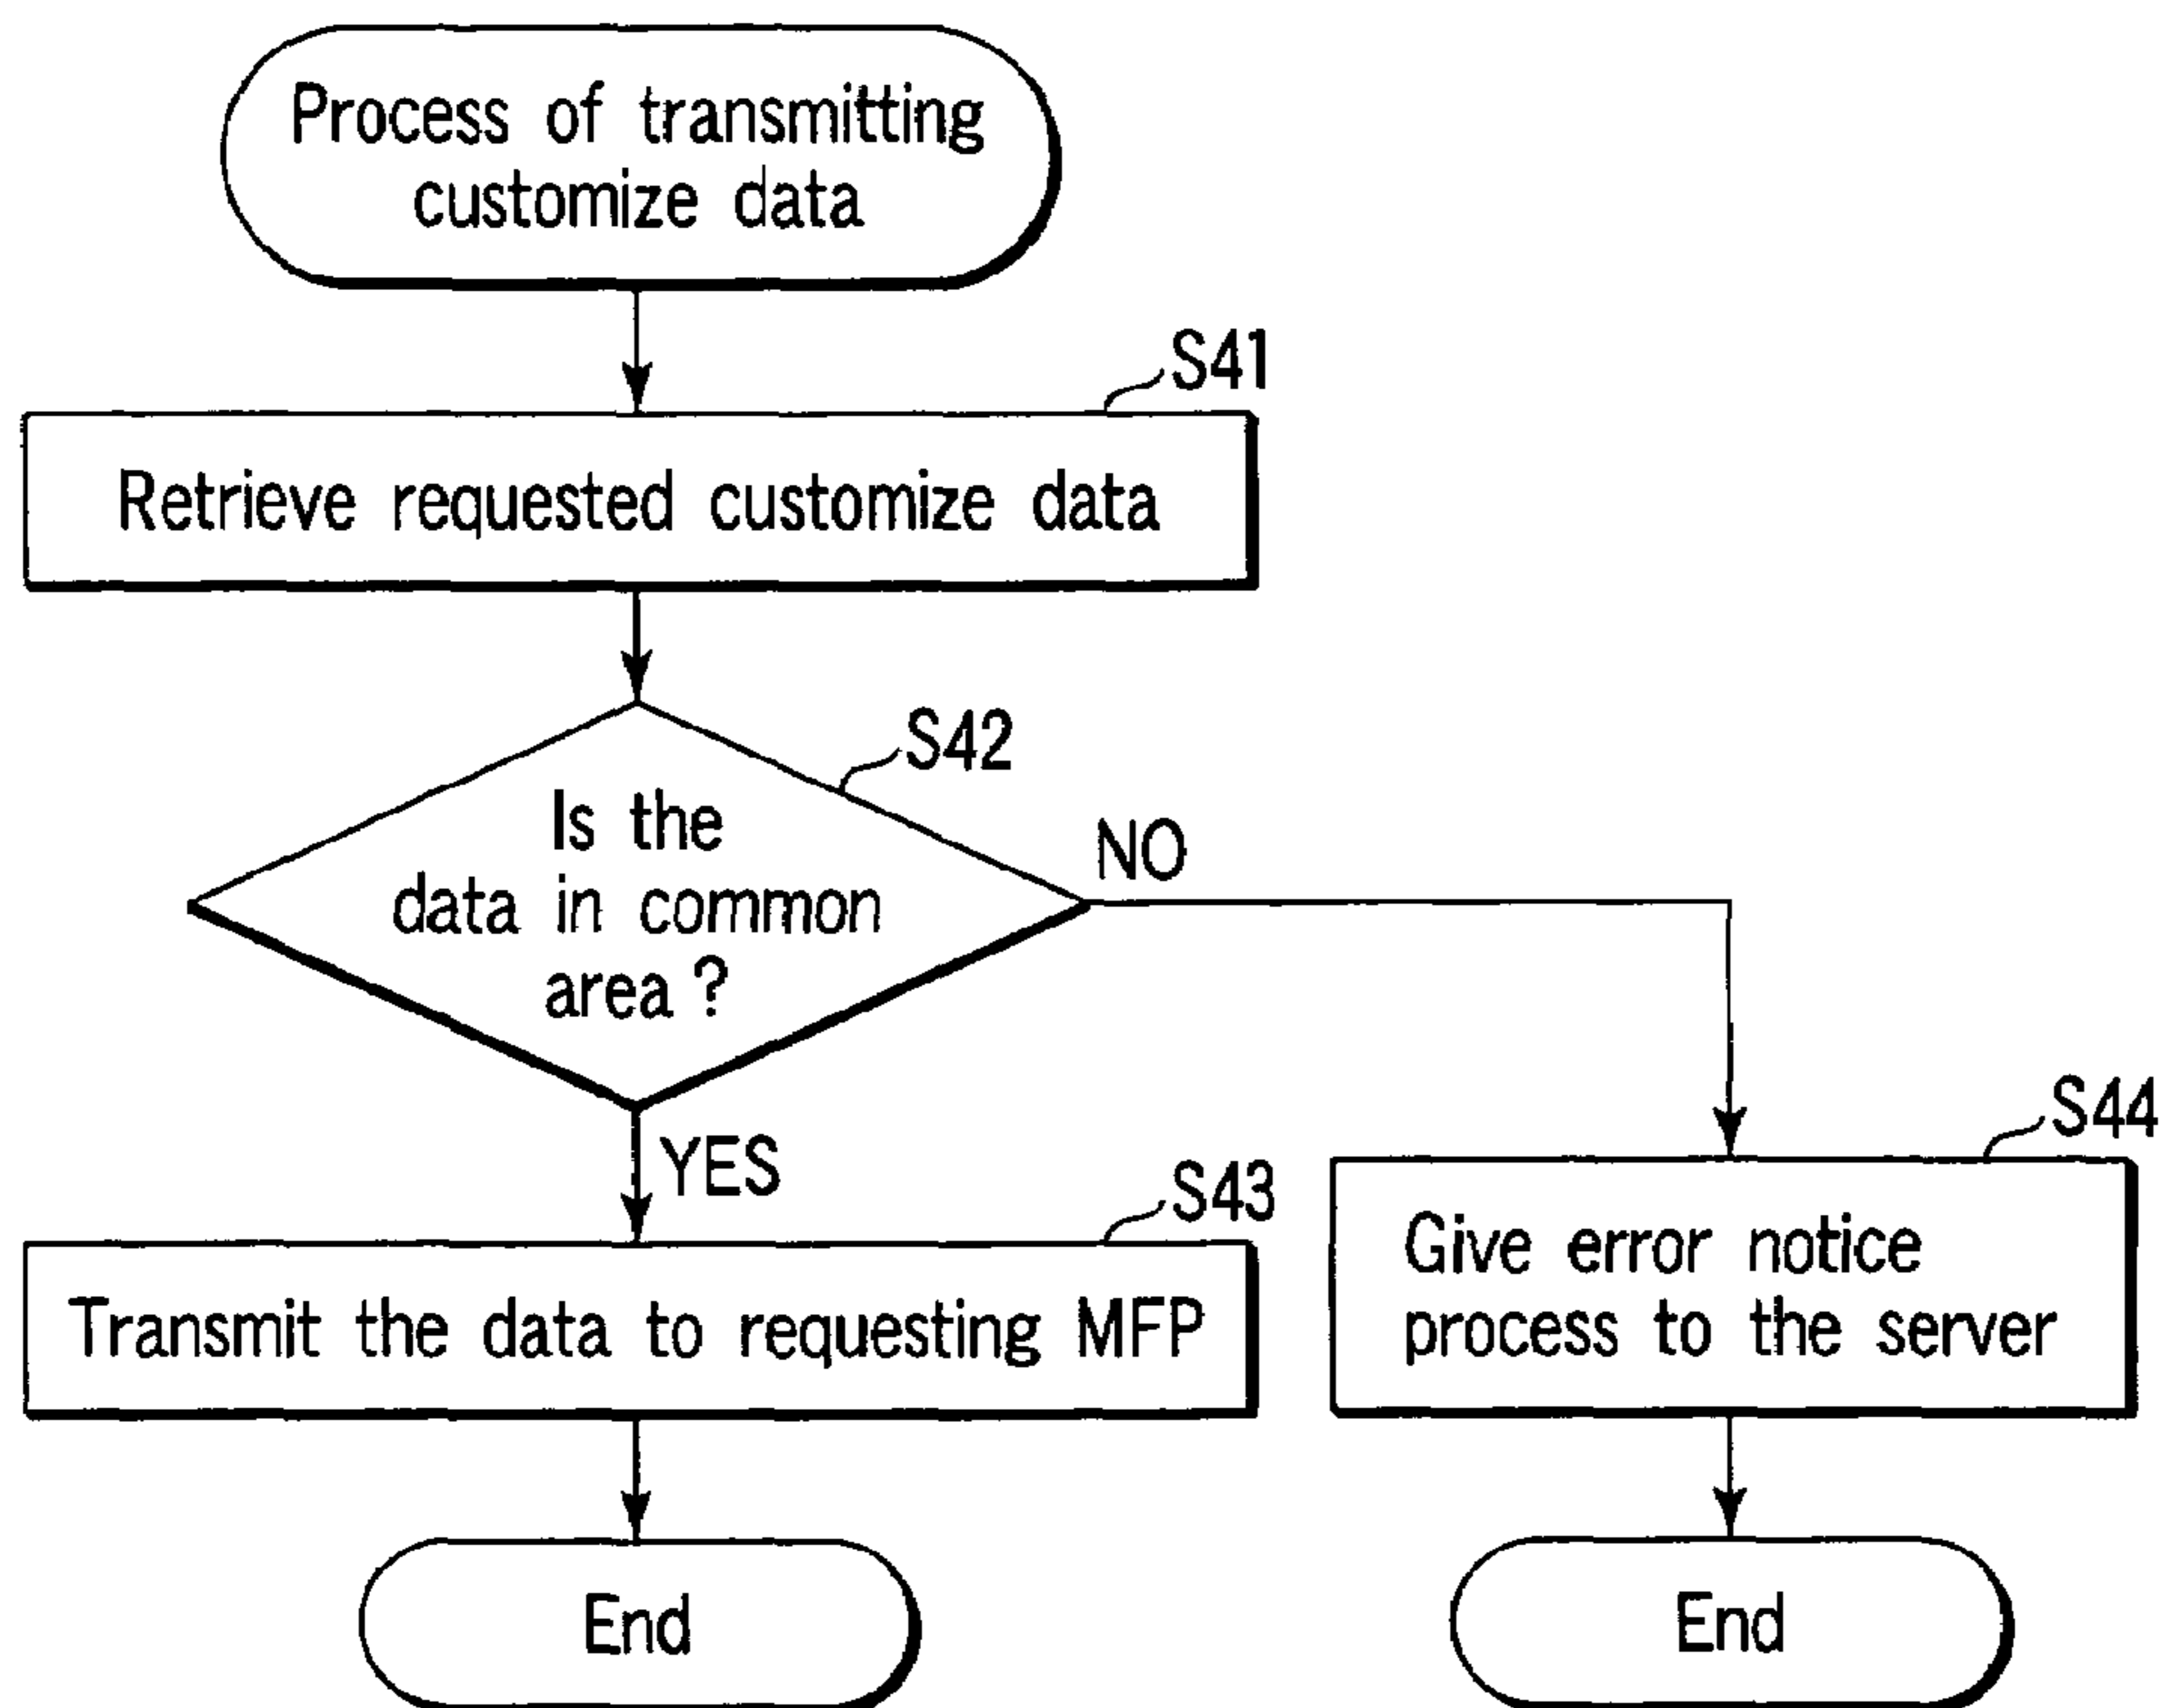 Process of transmitting
customize data
S41
Retrieve requested customize data
S42
Is the
data in common
area ?
NO
YES
S43
Transmit the data to requesting MFP
S44
Give error notice
process to the server
End
End